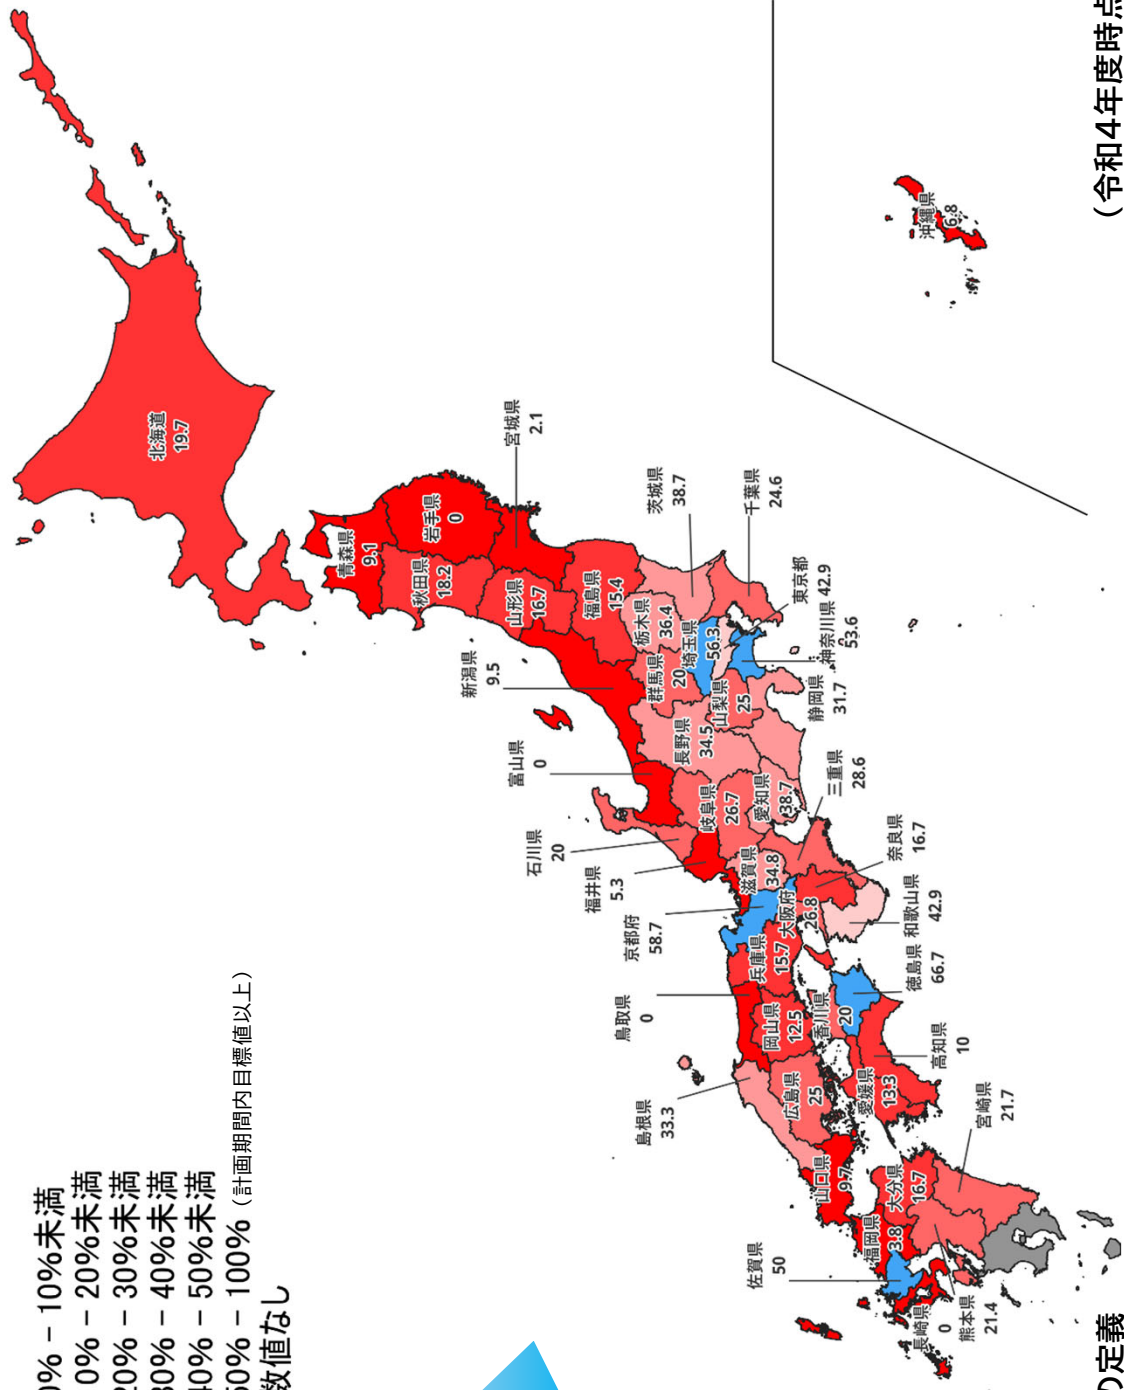 0% – 10%未満
0% – 20%未満
20% – 30%未満
30% – 40%未満
40% – 50%未満
50% – 100%（計画期間内目標値以上）
数値なし
北海道
19.7
青森県
9.1
岩手県
0
宮城県
2.1
秋田県
18.2
山形県
16.7
福島県
15.4
茨城県
38.7
栃木県
36.4
群馬県
20
埼玉県
56.3
千葉県
24.6
東京都
42.9
神奈川県
53.6
新潟県
9.5
富山県
0
石川県
20
福井県
5.3
山梨県
25
長野県
34.5
岐阜県
26.7
静岡県
31.7
愛知県
38.7
三重県
28.6
滋賀県
34.8
京都府
58.7
大阪府
26.8
兵庫県
15.7
奈良県
16.7
和歌山県
42.9
鳥取県
0
島根県
33.3
岡山県
12.5
広島県
25
山口県
9.7
徳島県
66.7
香川県
20
愛媛県
13.3
高知県
10
福岡県
3.8
佐賀県
50
長崎県
0
熊本県
21.4
大分県
16.7
宮崎県
21.7
沖縄県
6.8
の定義
（令和4年度時点